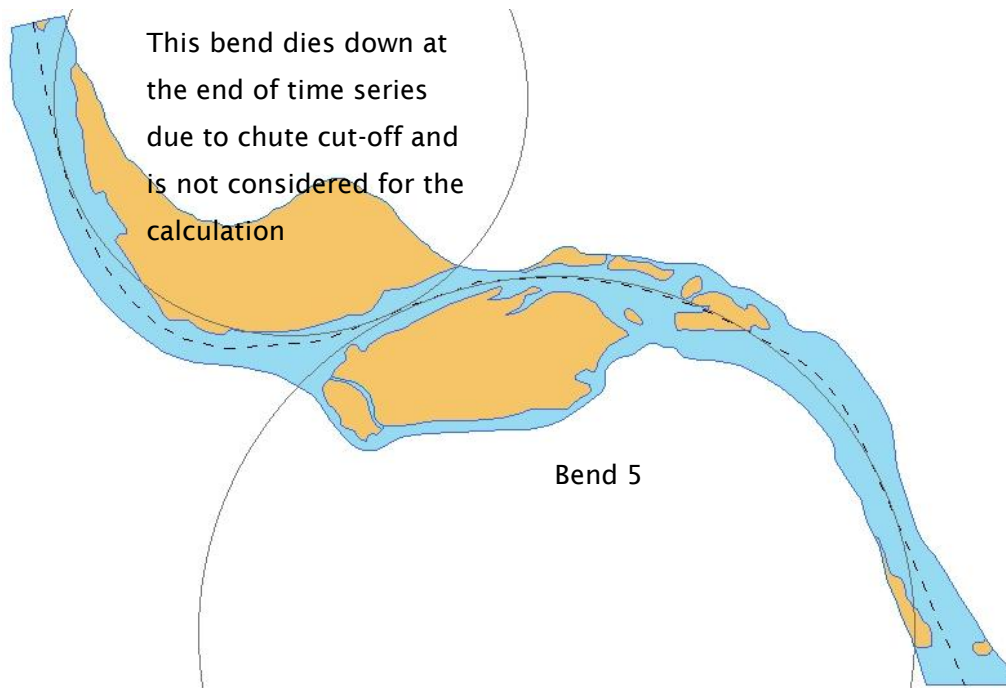 This bend dies down at
the end of time series
due to chute cut-off and
is not considered for the
calculation
Bend 5